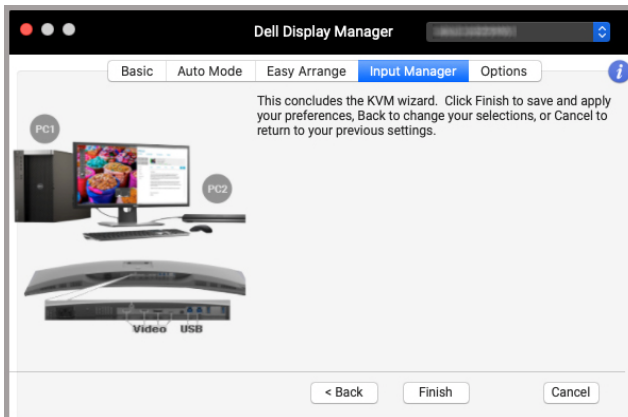 Dell Display Manager
Basic
Auto Mode
Easy Arrange
Input Manager
Options
i
This concludes the KVM wizard. Click Finish to save and apply
your preferences, Back to change your selections, or Cancel to
return to your previous settings.
PC1
PC2
Video USB
< Back
Finish
Cancel